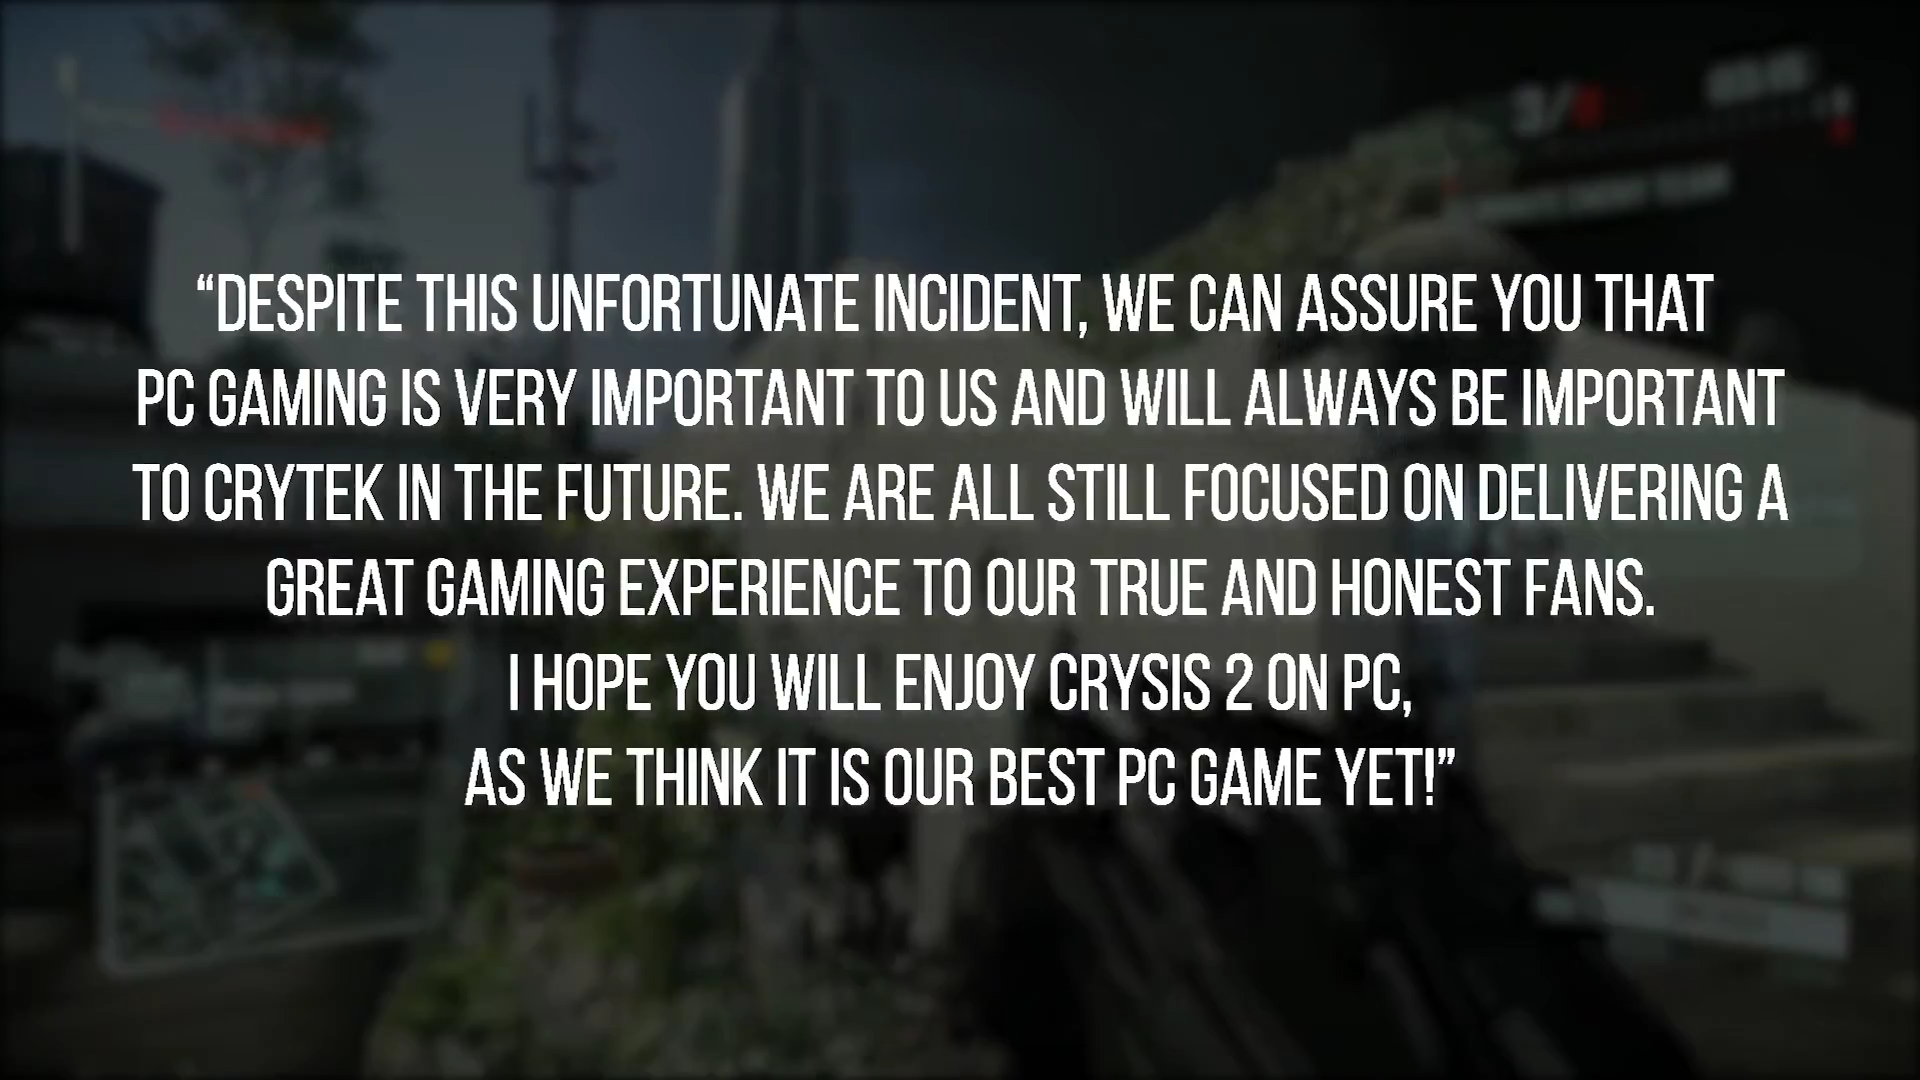 “DESPITE THIS UNFORTUNATE INCIDENT, WE CAN ASSURE YOU THAT
PC GAMING IS VERY IMPORTANT TO US AND WILL ALWAYS BE IMPORTANT
TO CRYTEK IN THE FUTURE. WE ARE ALL STILL FOCUSED ON DELIVERING A
GREAT GAMING EXPERIENCE TO OUR TRUE AND HONEST FANS.
I HOPE YOU WILL ENJOY CRYSIS 2 ON PC,
AS WE THINK IT IS OUR BEST PC GAME YET!”